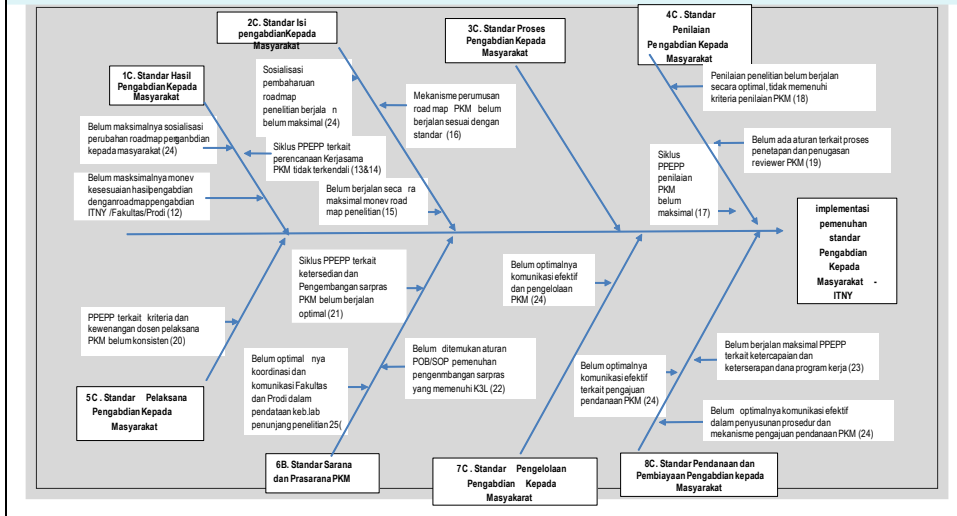 2C. Standar Isi
pengabdianKepada
Masyarakat
3C. Standar Proses
Pengabdian Kepada
Masyarakat
4C . Standar
Penilaian
Pengabdian Kepada
Masyarakat
1C. Standar Hasil
Pengabdian Kepada
Masyarakat
Sosialisasi
pembaharuan
roadmap
penelitian berjala n
belum maksimal (24)
Mekanisme perumusan
road map PKM belum
berjalan sesuai dengan
standar (16)
Penilaian penelitian belum berjalan
secara optimal, tidak memenuhi
kriteria penilaian PKM (18)
Belum maksimalnya sosialisasi
perubahan roadmap pengabdian
kepada masyarakat (24)
Siklus PPEPP terkait
perencanaan Kerjasama
PKM tidak terkendali (13&14)
Belum ada aturan terkait proses
penetapan dan penugasan
reviewer PKM (19)
Siklus
PPEPP
penilaian
PKM
belum
maksimal (17)
Belum masksimalnya monev
kesesuaian hasilpengabdian
denganroadmappengabdian
ITNY /Fakultas/Prodi (12)
Belum berjalan seca ra
maksimal monev road
map penelitian (15)
implementasi
pemenuhan
standar
Pengabdian
Kepada
Masyarakat -
ITNY
Siklus PPEPP terkait
ketersedian dan
Pengembangan sarpras
PKM belum berjalan
optimal (21)
Belum optimalnya
komunikasi efektif
dan pengelolaan
PKM (24)
PPEPP terkait kriteria dan
kewenangan dosen pelaksana
PKM belum konsisten (20)
Belum optimal nya
koordinasi dan
komunikasi Fakultas
dan Prodi dalam
pendataan keb.lab
penunjang penelitian 25(
Belum ditemukan aturan
POB/SOP pemenuhan
pengenmbangan sarpras
yang memenuhi K3L (22)
Belum optimalnya
komunikasi efektif
terkait pengajuan
pendanaan PKM (24)
Belum berjalan maksimal PPEPP
terkait ketercapaian dan
keterserapan dana program kerja (23)
Belum optimalnya komunikasi efektif
dalam penyusunan prosedur dan
mekanisme pengajuan pendanaan PKM (24)
5C . Standar Pelaksana
Pengabdian Kepada
Masyarakat
6B. Standar Sarana
dan Prasarana PKM
7C . Standar Pengelolaan
Pengabdian Kepada
Masyakarat
8C. Standar Pendanaan dan
Pembiayaan Pengabdian kepada
Masyarakat